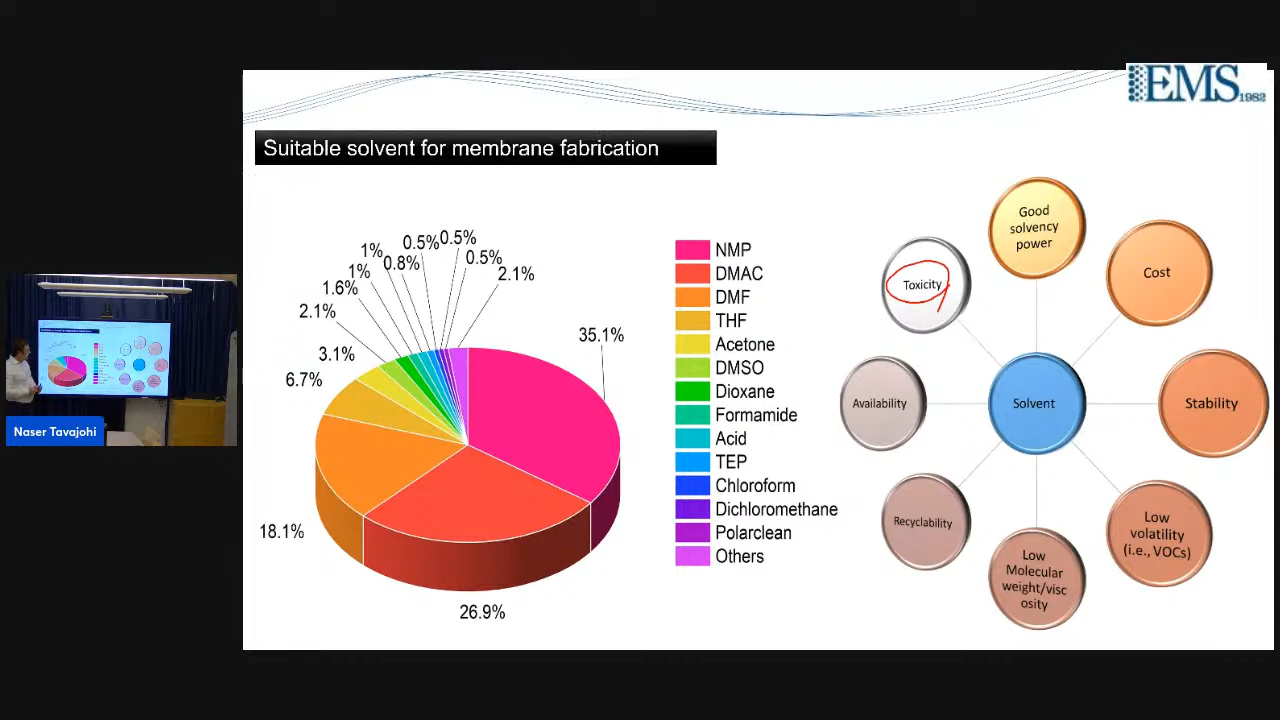 EMS 1982
Suitable solvent for membrane fabrication
0.5%
0.5%
1%
0.8%
0.5%
1%
2.1%
1.6%
2.1%
35.1%
3.1%
6.7%
18.1%
26.9%
NMP
DMAC
DMF
THF
Acetone
DMSO
Dioxane
Formamide
Acid
TEP
Chloroform
Dichloromethane
Polarclean
Others
Good
solvency
power
Cost
Stability
Low
volatility
(i.e., VOCs)
Low
Molecular
weight/visc
osity
Recyclability
Availability
Toxicity
Solvent
Naser Tavajohi